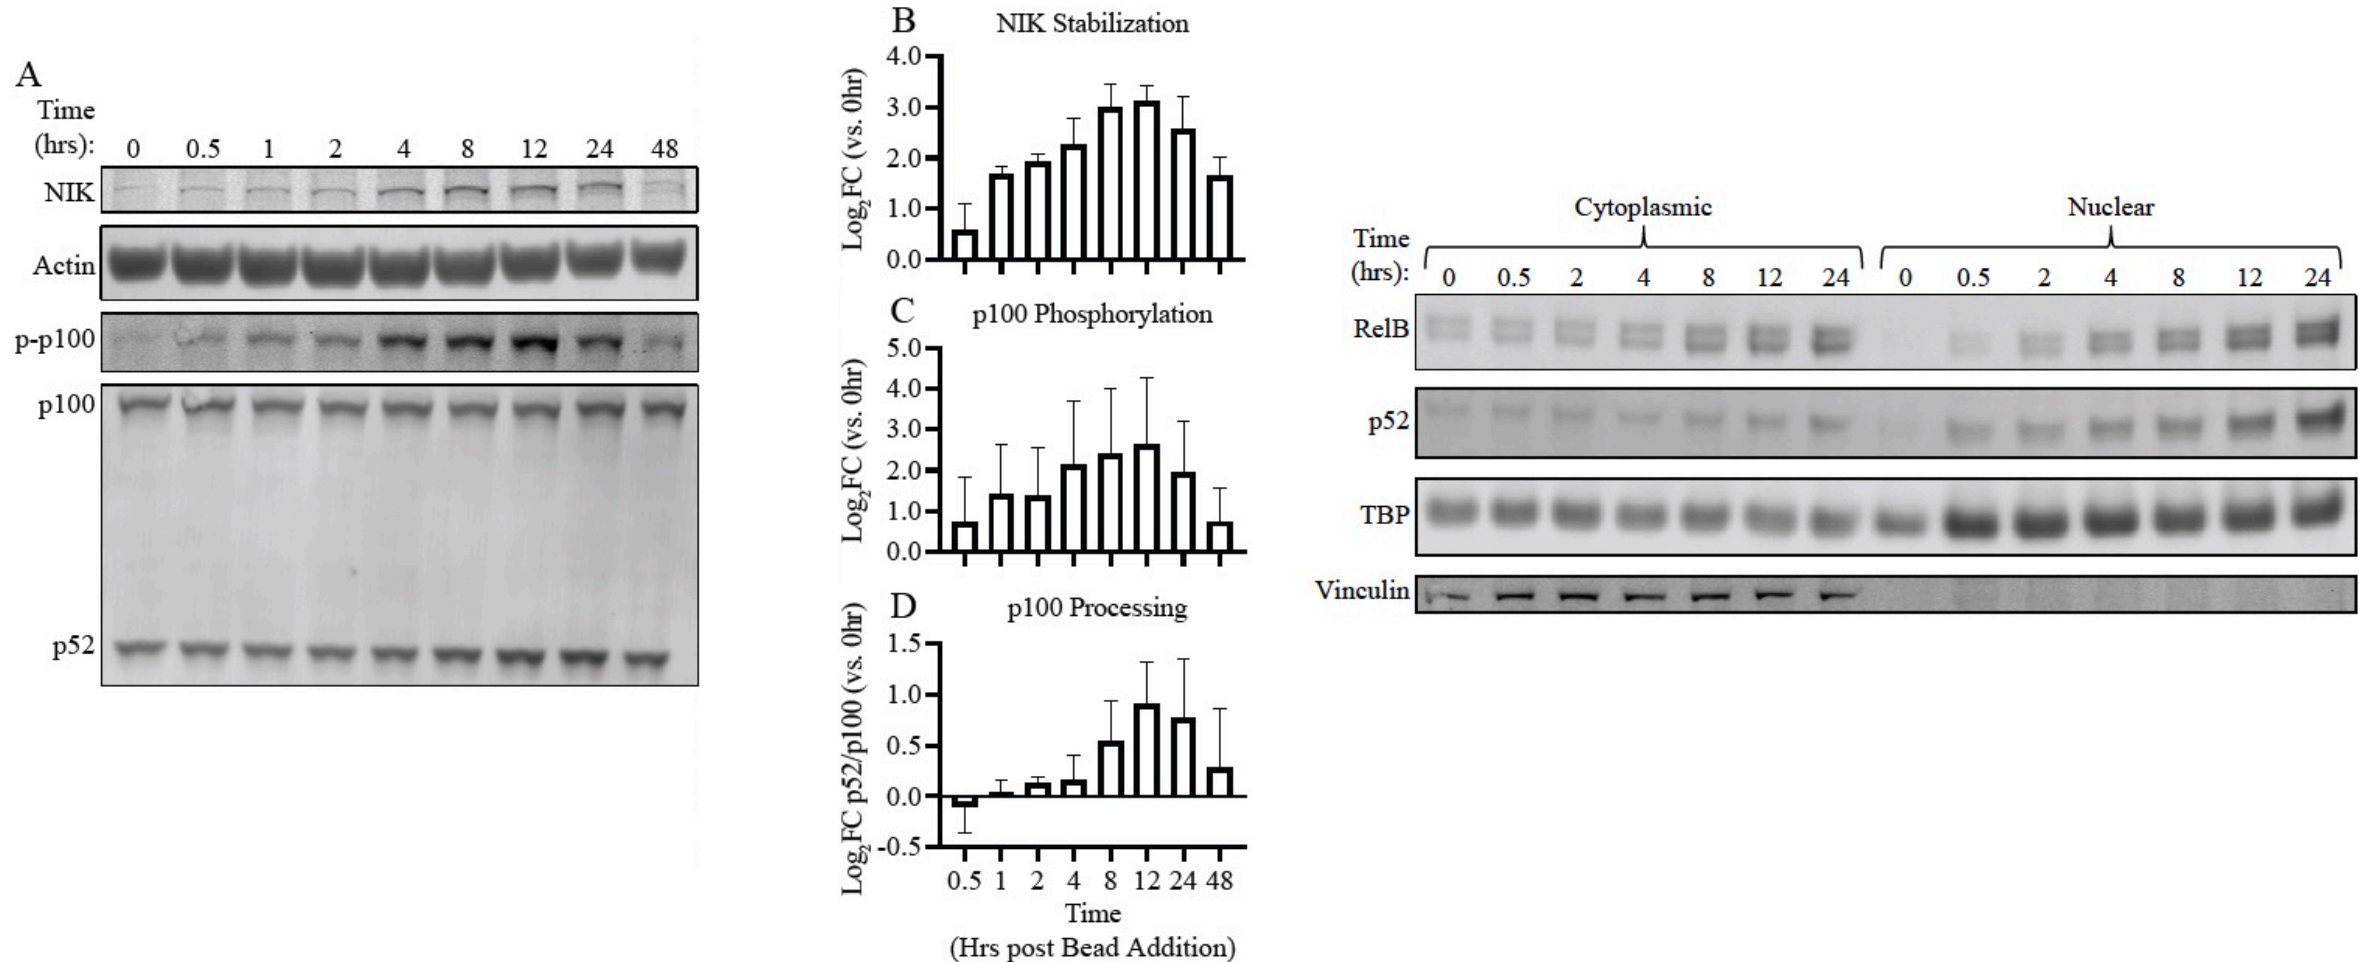 A
Time
(hrs): 0 0.5 1 2 4 8 12 24 48
NIK
Actin
p-p100
p100
p52
B
NIK Stabilization
Log₂FC (vs. 0hr)
4.0
3.0
2.0
1.0
0.0
C
p100 Phosphorylation
Log₂FC (vs. 0hr)
5.0
4.0
3.0
2.0
1.0
0.0
D
p100 Processing
Log₂FC p52/p100 (vs. 0hr)
1.5
1.0
0.5
0.0
-0.5
0.5 1 2 4 8 12 24 48
Time
(Hrs post Bead Addition)
Cytoplasmic Nuclear
Time
(hrs): 0 0.5 2 4 8 12 24 0 0.5 2 4 8 12 24
RelB
p52
TBP
Vinculin